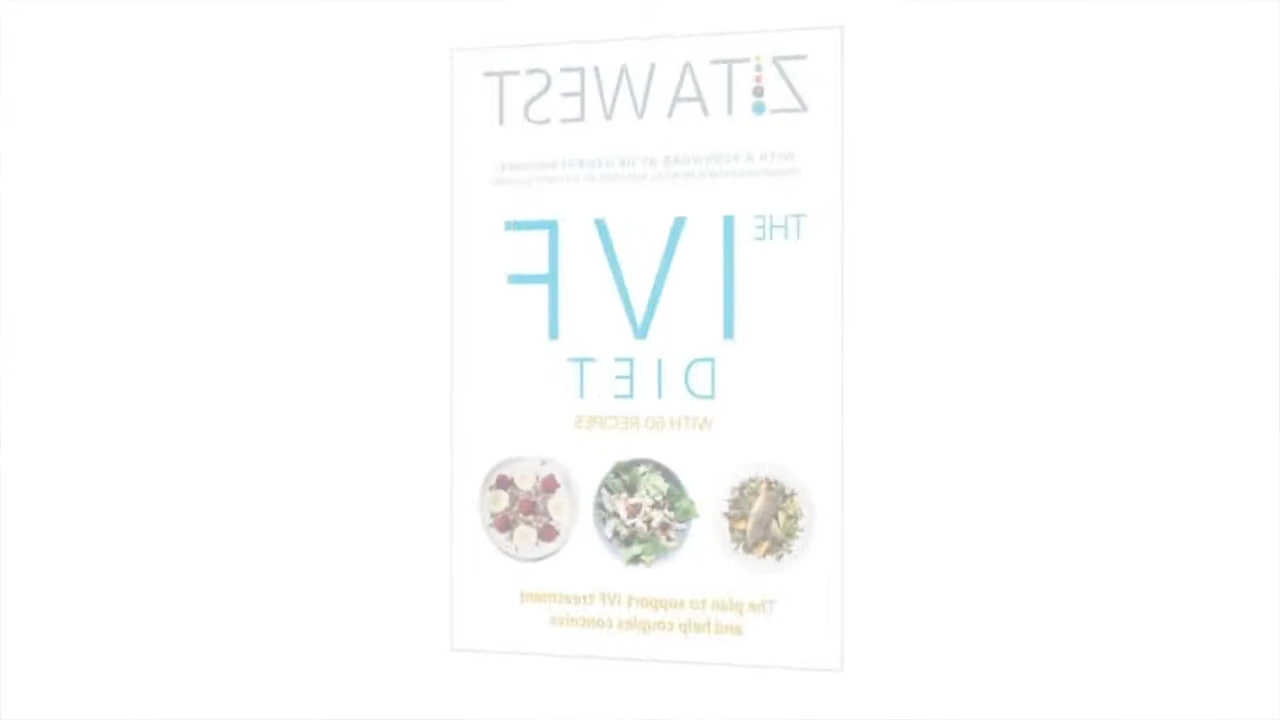 ZITA WEST
THE
IVF
DIET
WITH 60 RECIPES
The plan to support IVF treatment
and help couples conceive